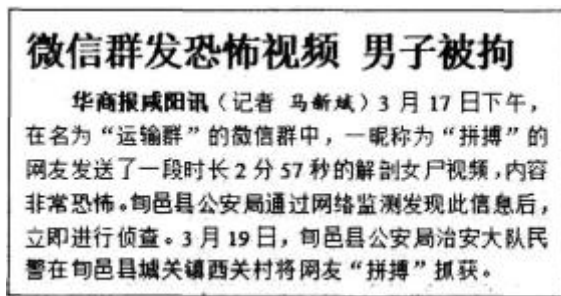 微信群发恐怖视频 男子被拘
华商报咸阳讯（记者 马新斌）3 月 17 日下午，
在名为“运输群”的微信群中，一昵称为“拼搏”的
网友发送了一段时长 2 分 57 秒的解剖女尸视频，内容
非常恐怖。旬邑县公安局通过网络监测发现此信息后，
立即进行侦查。3 月 19 日，旬邑县公安局治安大队民
警在旬邑县城关镇西关村将网友“拼搏”抓获。